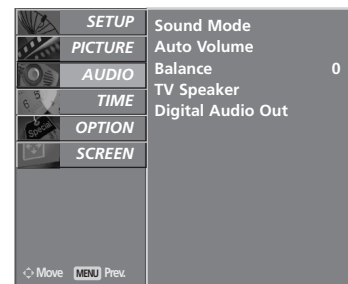 SETUP
PICTURE
AUDIO
TIME
OPTION
SCREEN
Sound Mode
Auto Volume
Balance 0
TV Speaker
Digital Audio Out
Move MENU Prev.